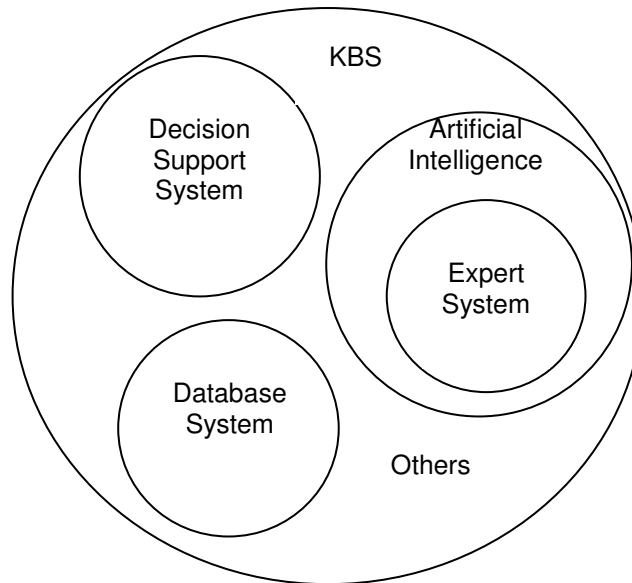 KBS
Decision
Support
System
Artificial
Intelligence
Expert
System
Database
System
Others